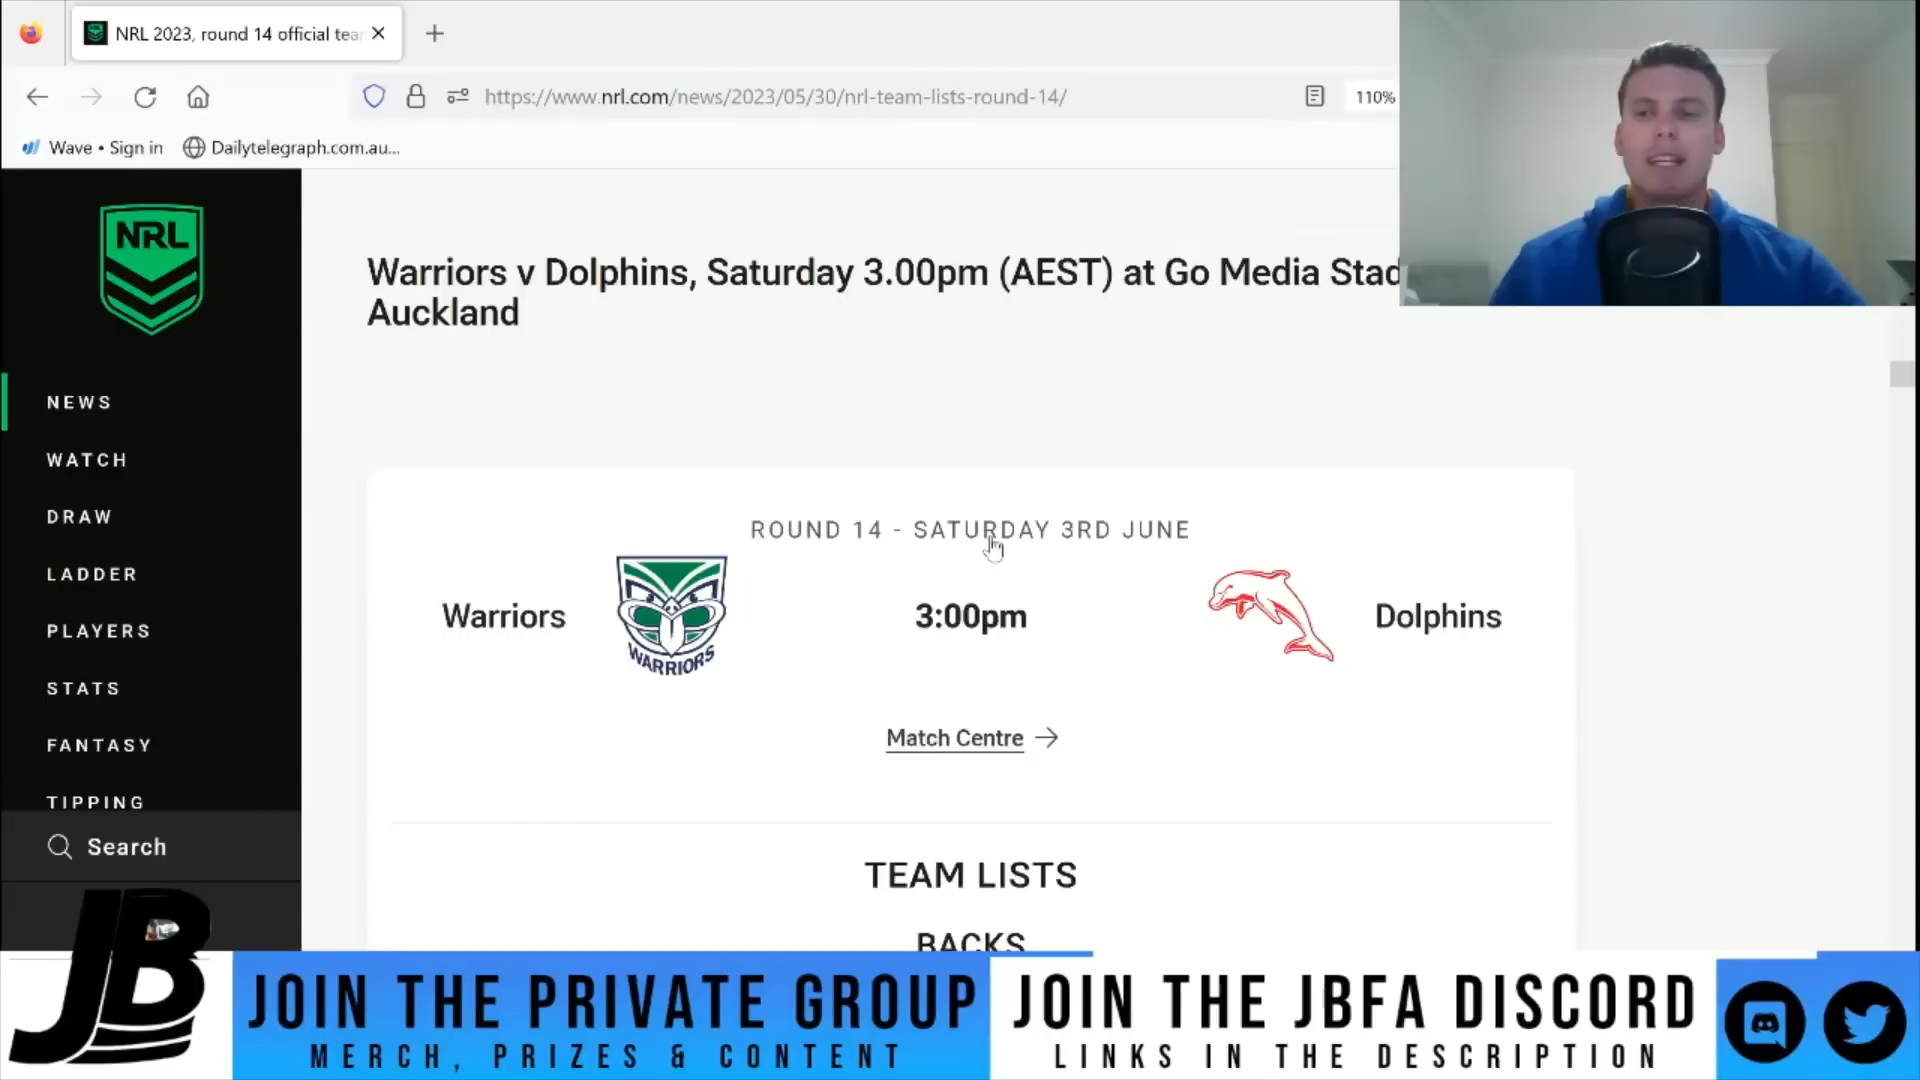 NRL 2023, round 14 official tea
https://www.nrl.com/news/2023/05/30/nrl-team-lists-round-14/
110%
Wave • Sign in
Dailytelegraph.com.au...
NRL
Warriors v Dolphins, Saturday 3.00pm (AEST) at Go Media Stad
Auckland
NEWS
WATCH
DRAW
LADDER
PLAYERS
STATS
FANTASY
TIPPING
Search
ROUND 14 - SATURDAY 3RD JUNE
Warriors
WARRIORS
3:00pm
Dolphins
Match Centre
TEAM LISTS
BACKS
JB
JOIN THE PRIVATE GROUP
MERCH, PRIZES & CONTENT
JOIN THE JBFA DISCORD
LINKS IN THE DESCRIPTION